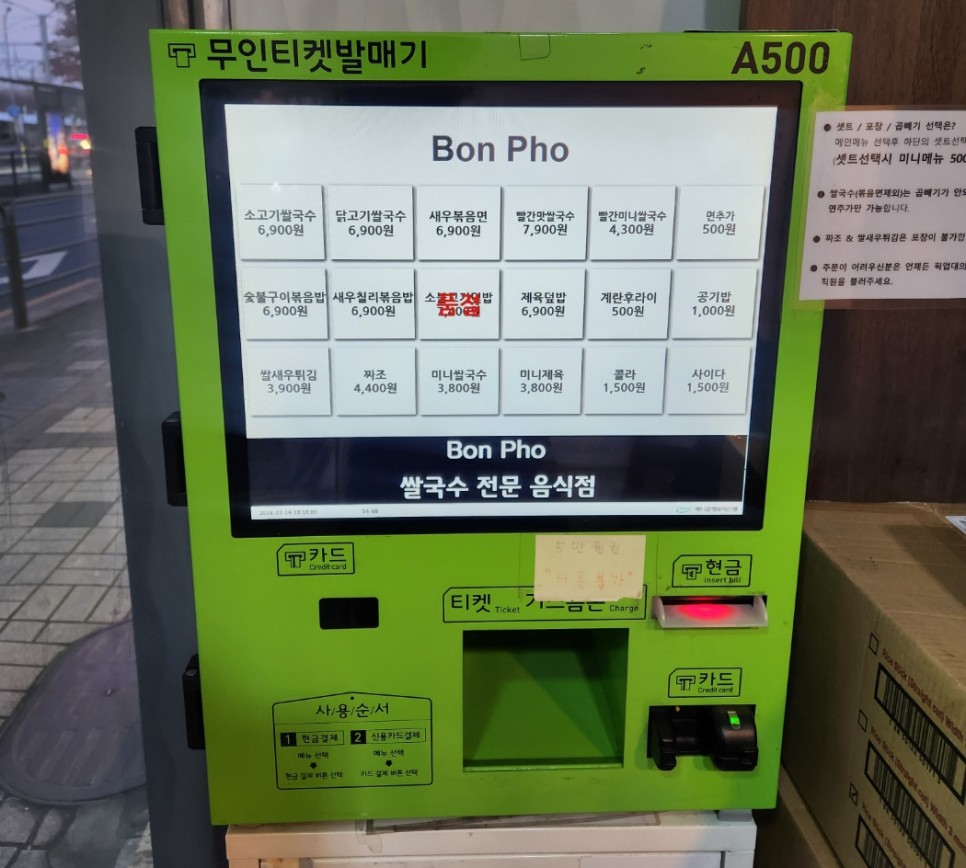 무인티켓발매기
A500
Bon Pho
소고기쌀국수
6,900원
닭고기쌀국수
6,900원
새우볶음면
6,900원
빨간맛쌀국수
7,900원
빨간미니쌀국수
4,300원
면추가
500원
숯불구이볶음밥
6,900원
새우칠리볶음밥
6,900원
품절
제육덮밥
6,900원
계란후라이
500원
공기밥
1,000원
쌀새우튀김
3,900원
짜조
4,400원
미니쌀국수
3,800원
미니제육
3,800원
콜라
1,500원
사이다
1,500원
Bon Pho
쌀국수 전문 음식점
셋트 / 포장 / 곱빼기 선택은?
메인메뉴 선택후 하단의 셋트선택
(셋트선택시 미니메뉴 500
쌀국수(볶음면제외)는 곱빼기가 안되
면추가만 가능합니다.
짜조 & 쌀새우튀김은 포장이 불가한
주문이 어려우신분은 언제든 픽업대의
직원을 불러주세요.
카드
Credit card
5만원권
티켓 Ticket
Charge
현금
insert bill
카드
Credit card
사/용/순/서
1 현금결제 2 신용카드결제
메뉴 선택 메뉴 선택
현금 결제 버튼 선택 카드 결제 버튼 선택
Rice Stick (Straight cut)
Rice Stick (Straight cut)